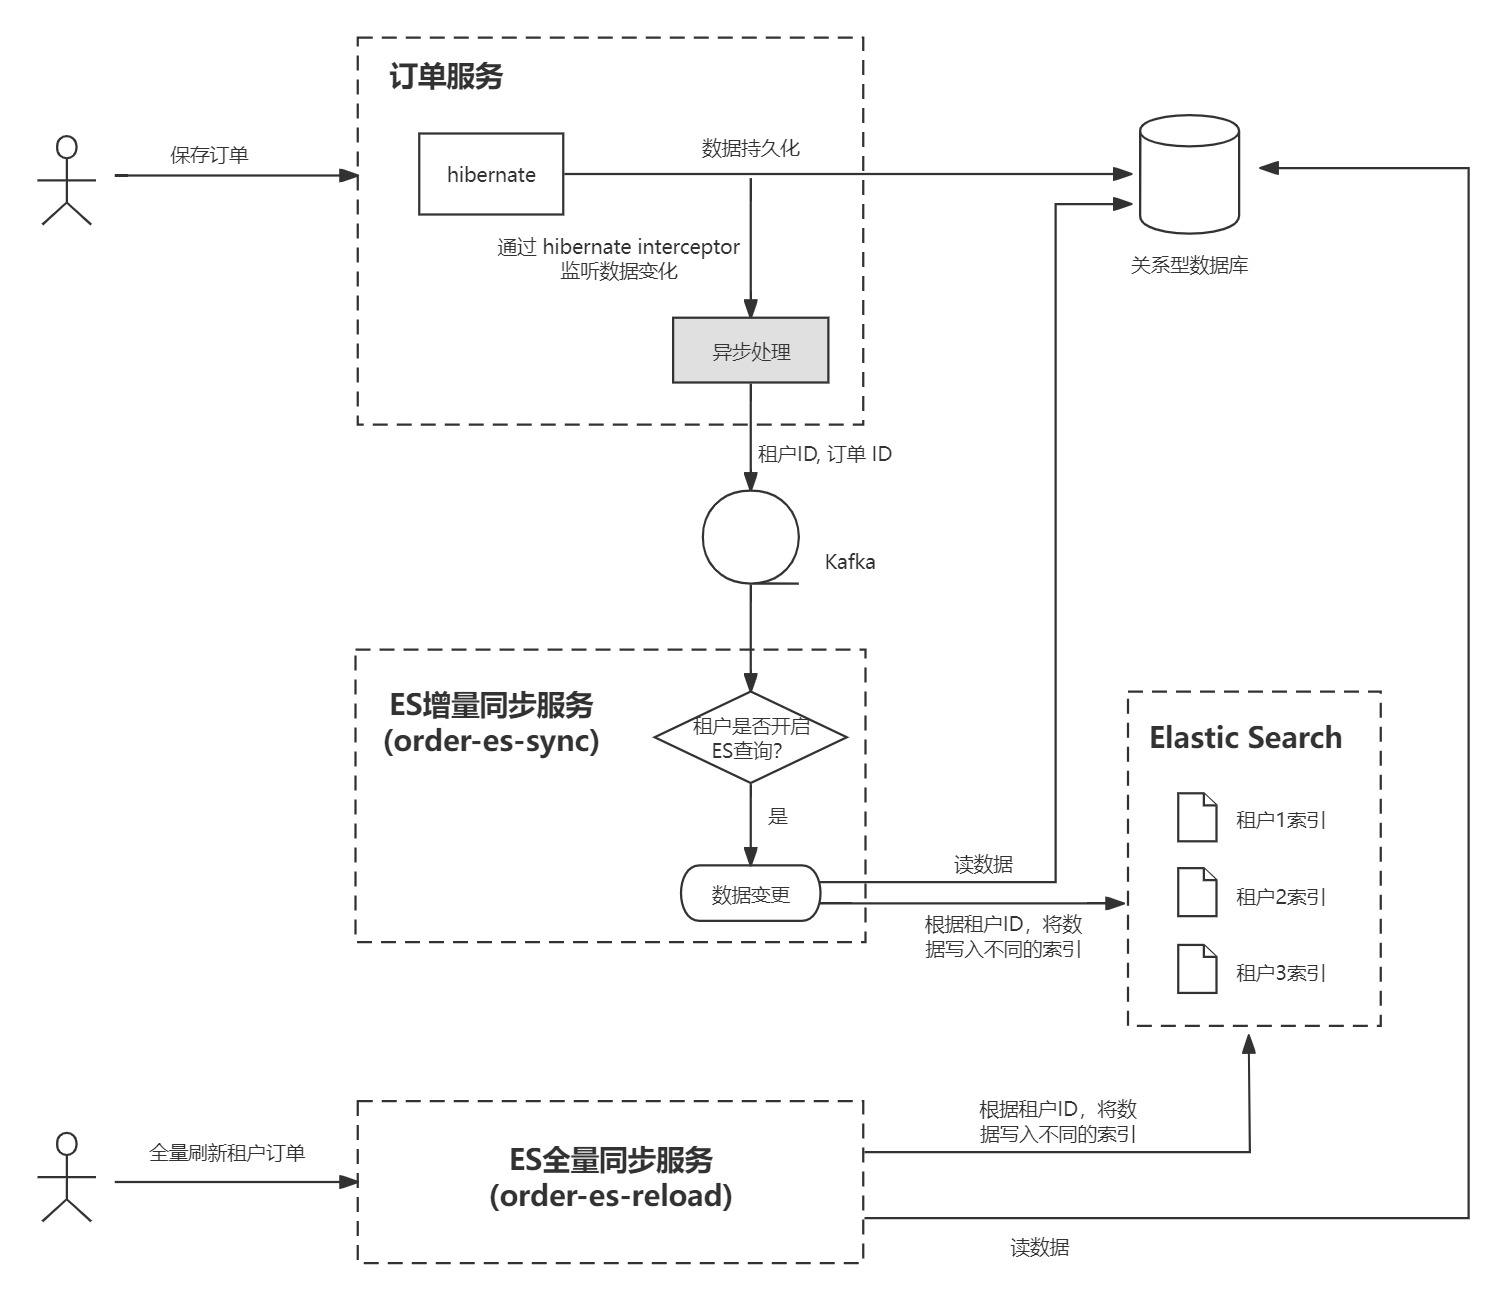 订单服务
保存订单
hibernate
数据持久化
通过 hibernate interceptor
监听数据变化
关系型数据库
异步处理
租户ID, 订单 ID
Kafka
ES增量同步服务
(order-es-sync)
租户是否开启
ES查询?
是
数据变更
读数据
根据租户ID，将数
据写入不同的索引
Elastic Search
租户1索引
租户2索引
租户3索引
全量刷新租户订单
ES全量同步服务
(order-es-reload)
根据租户ID，将数
据写入不同的索引
读数据